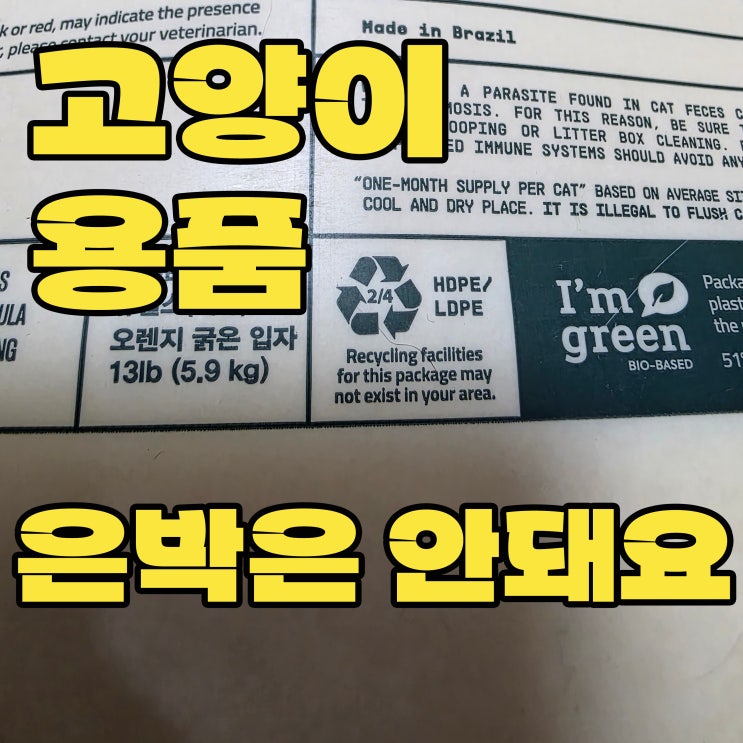 k or red, may indicate the presence
please contact your veterinarian.
Made in Brazil
고양이
A PARASITE FOUND IN CAT FECES
FOR THIS REASON, BE SURE
OR LITTER BOX CLEANING.
IMMUNE SYSTEMS SHOULD AVOID ANY
"ONE-MONTH SUPPLY PER CAT" BASED ON AVERAGE
COOL AND DRY PLACE. IT IS ILLEGAL TO FLUSH
용품
오렌지 굵은 입자
13lb (5.9 kg)
2/4
HDPE/
LDPE
Recycling facilities
for this package may
not exist in your area.
I'm
green
BIO-BASED
the
51%
은박은 안돼요